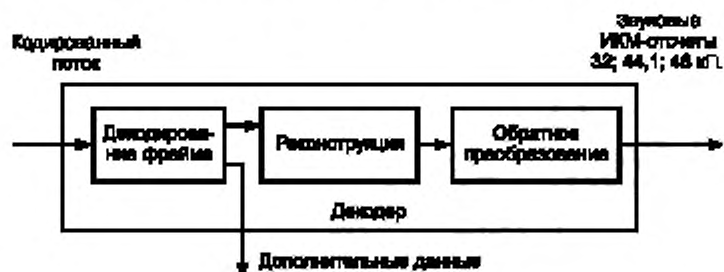 Кодированный
поток
Звуковые
ИКМ-отсчеты
32; 44,1; 48 кГц
Декодирова-
ние фрейма
Реконструкция
Обратное
преобразование
Декодер
Дополнительные данные